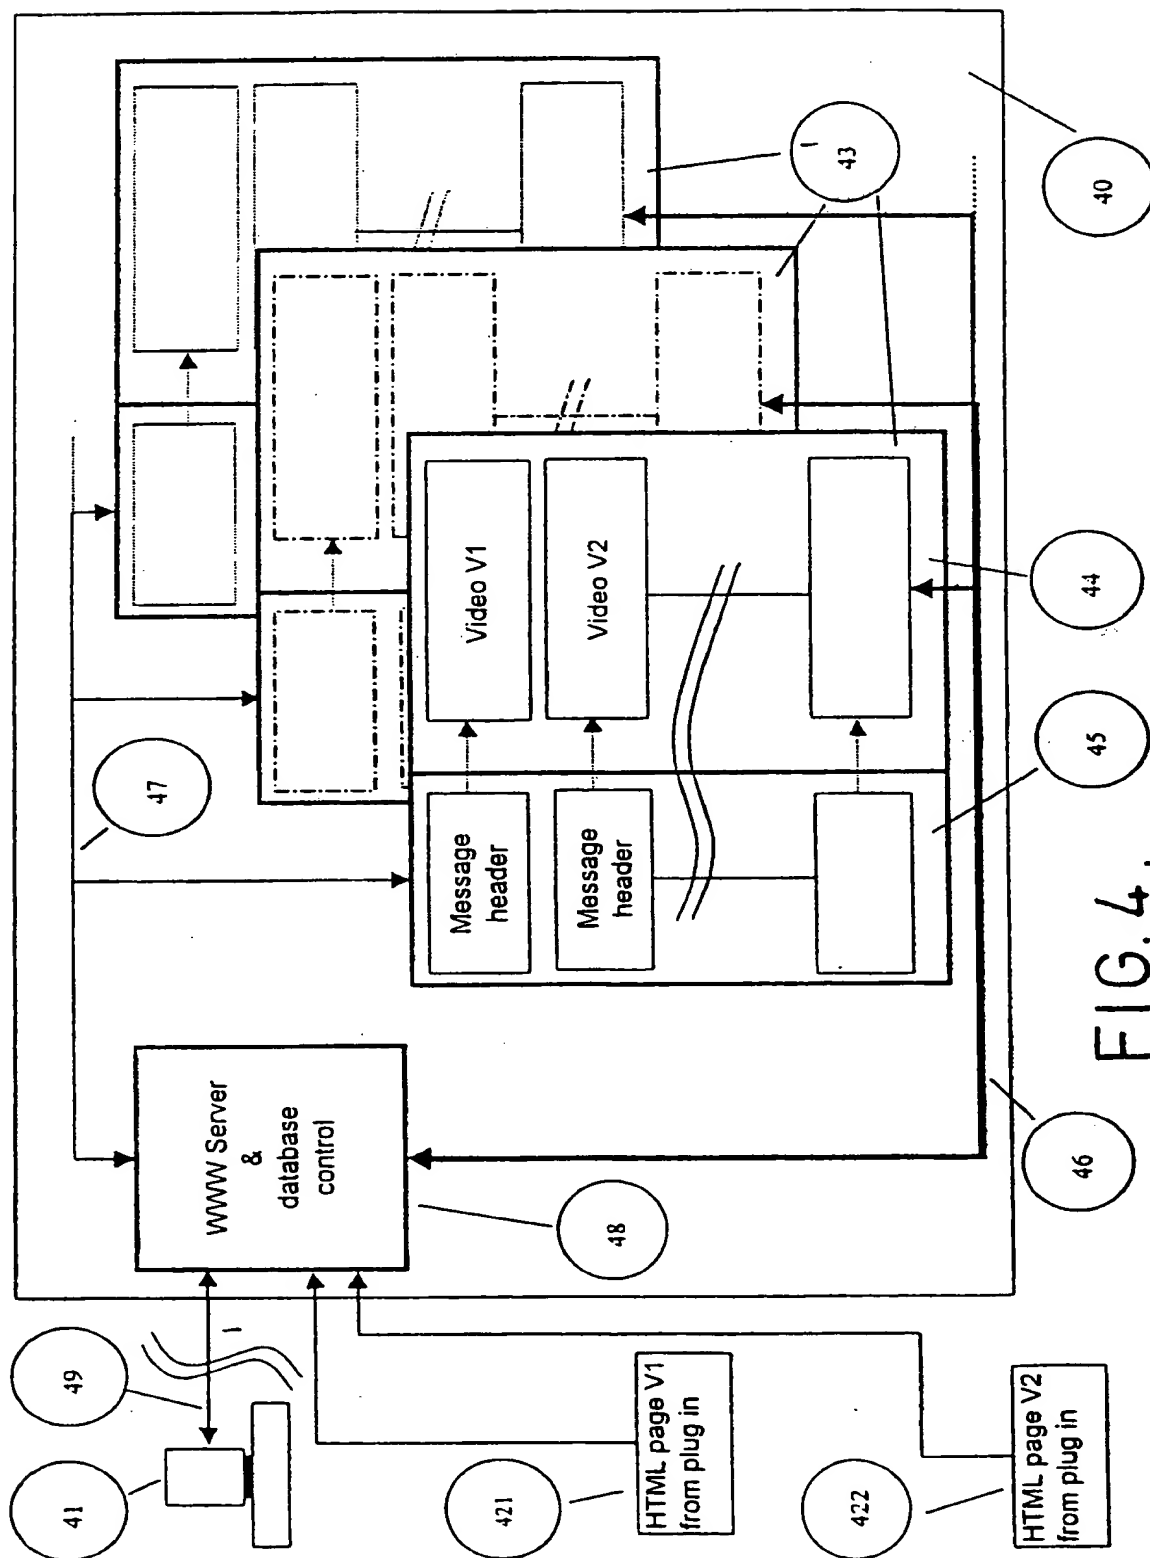 41
49
421
HTML page V1
from plug in
422
HTML page V2
from plug in
WWW Server
&
database
control
48
47
46
Message
header
Message
header
Video V1
Video V2
45
44
43
40
FIG. 4.